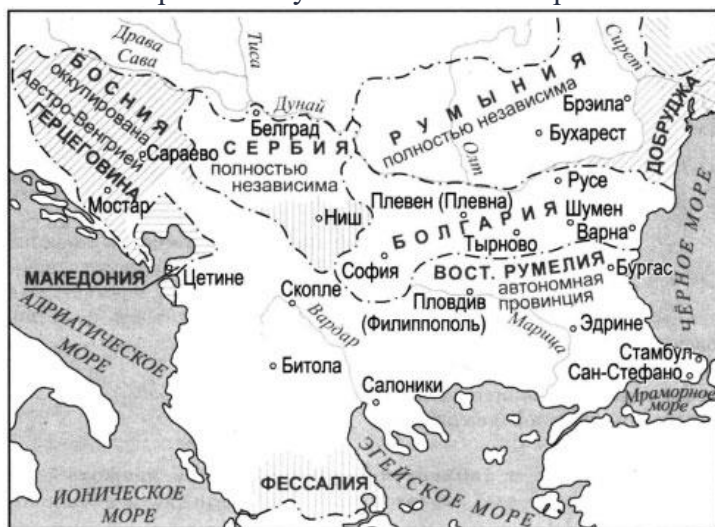 Драва
Сава
Тиса
Сирет
БОСНИЯ
оккупирована
Австро-Венгрией
ГЕРЦЕГОВИНА
Дунай
Белград
РУМЫНИЯ
полностью независима
Брэила
Бухарест
Олт
ДОБРУДЖА
Сараево
СЕРБИЯ
полностью
независима
Мостар
Ниш
Плевен (Плевна)
Русе
БОЛГАРИЯ
Шумен
Варна
Тырново
София
ВОСТ. РУМЕЛИЯ
автономная
провинция
Бургас
ЧЁРНОЕ МОРЕ
МАКЕДОНИЯ
Цетине
Скопле
Пловдив
(Филиппополь)
Вардар
Марица
Эдрине
АДРИАТИЧЕСКОЕ
МОРЕ
Битола
Салоники
Стамбул
Сан-Стефано
Мраморное
море
ФЕССАЛИЯ
ЭГЕЙСКОЕ МОРЕ
ИОНИЧЕСКОЕ
МОРЕ